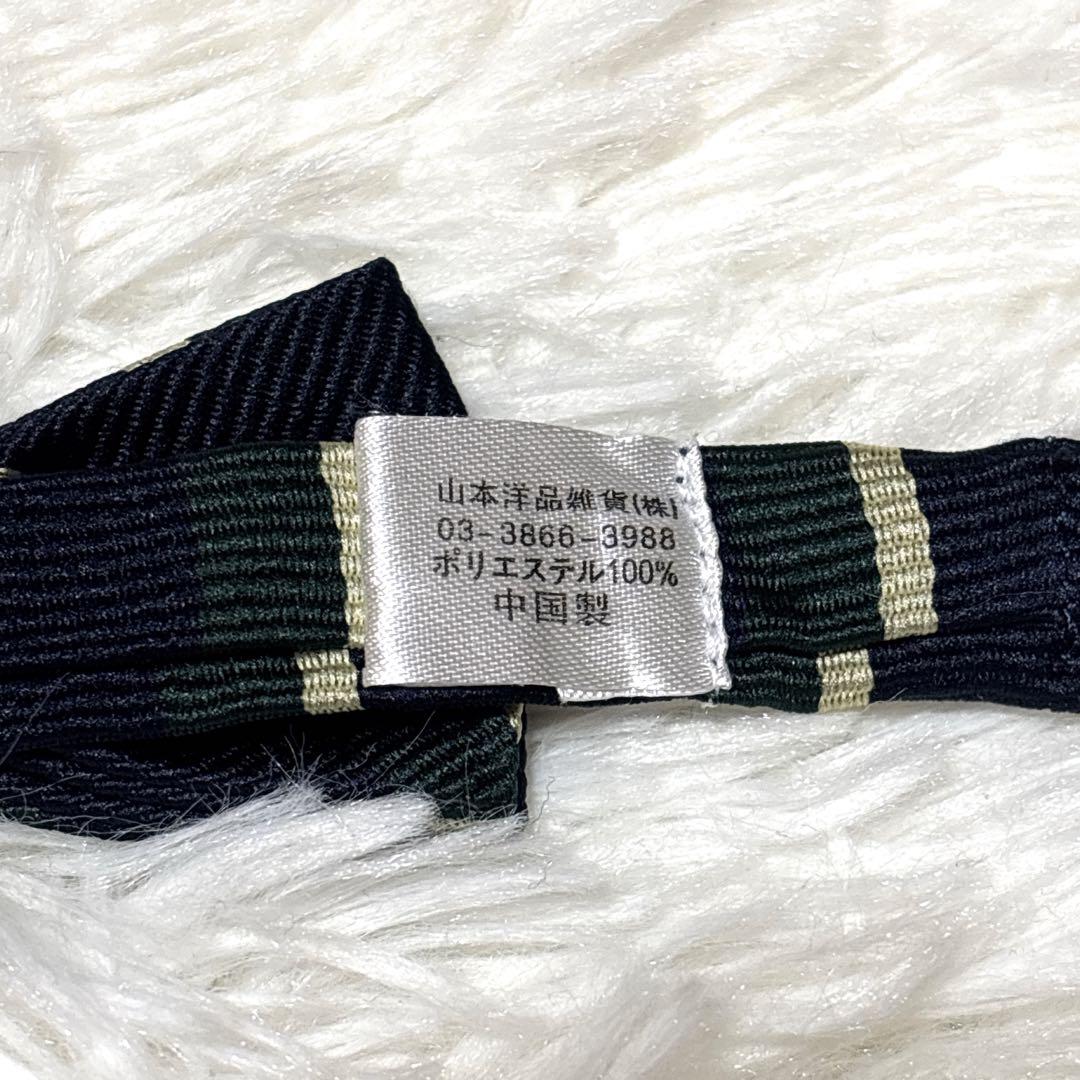 山本洋品雑貨(株)
03-3866-3988
ポリエステル100%
中国製